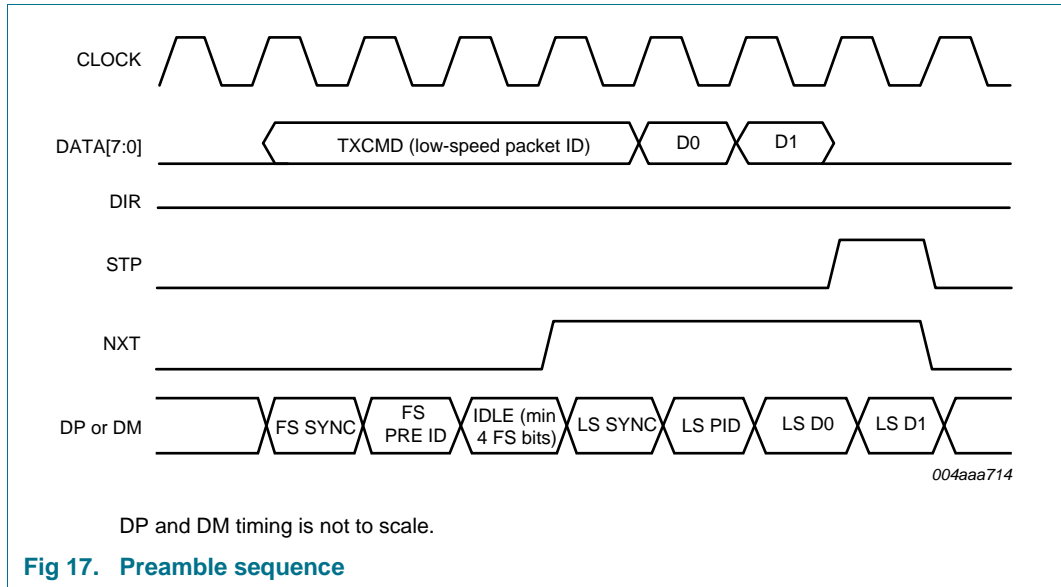 CLOCK
DATA[7:0]
TXCMD (low-speed packet ID)
D0
D1
DIR
STP
NXT
DP or DM
FS SYNC
FS
PRE ID
IDLE (min
4 FS bits)
LS SYNC
LS PID
LS D0
LS D1
004aaa714
DP and DM timing is not to scale.
Fig 17. Preamble sequence